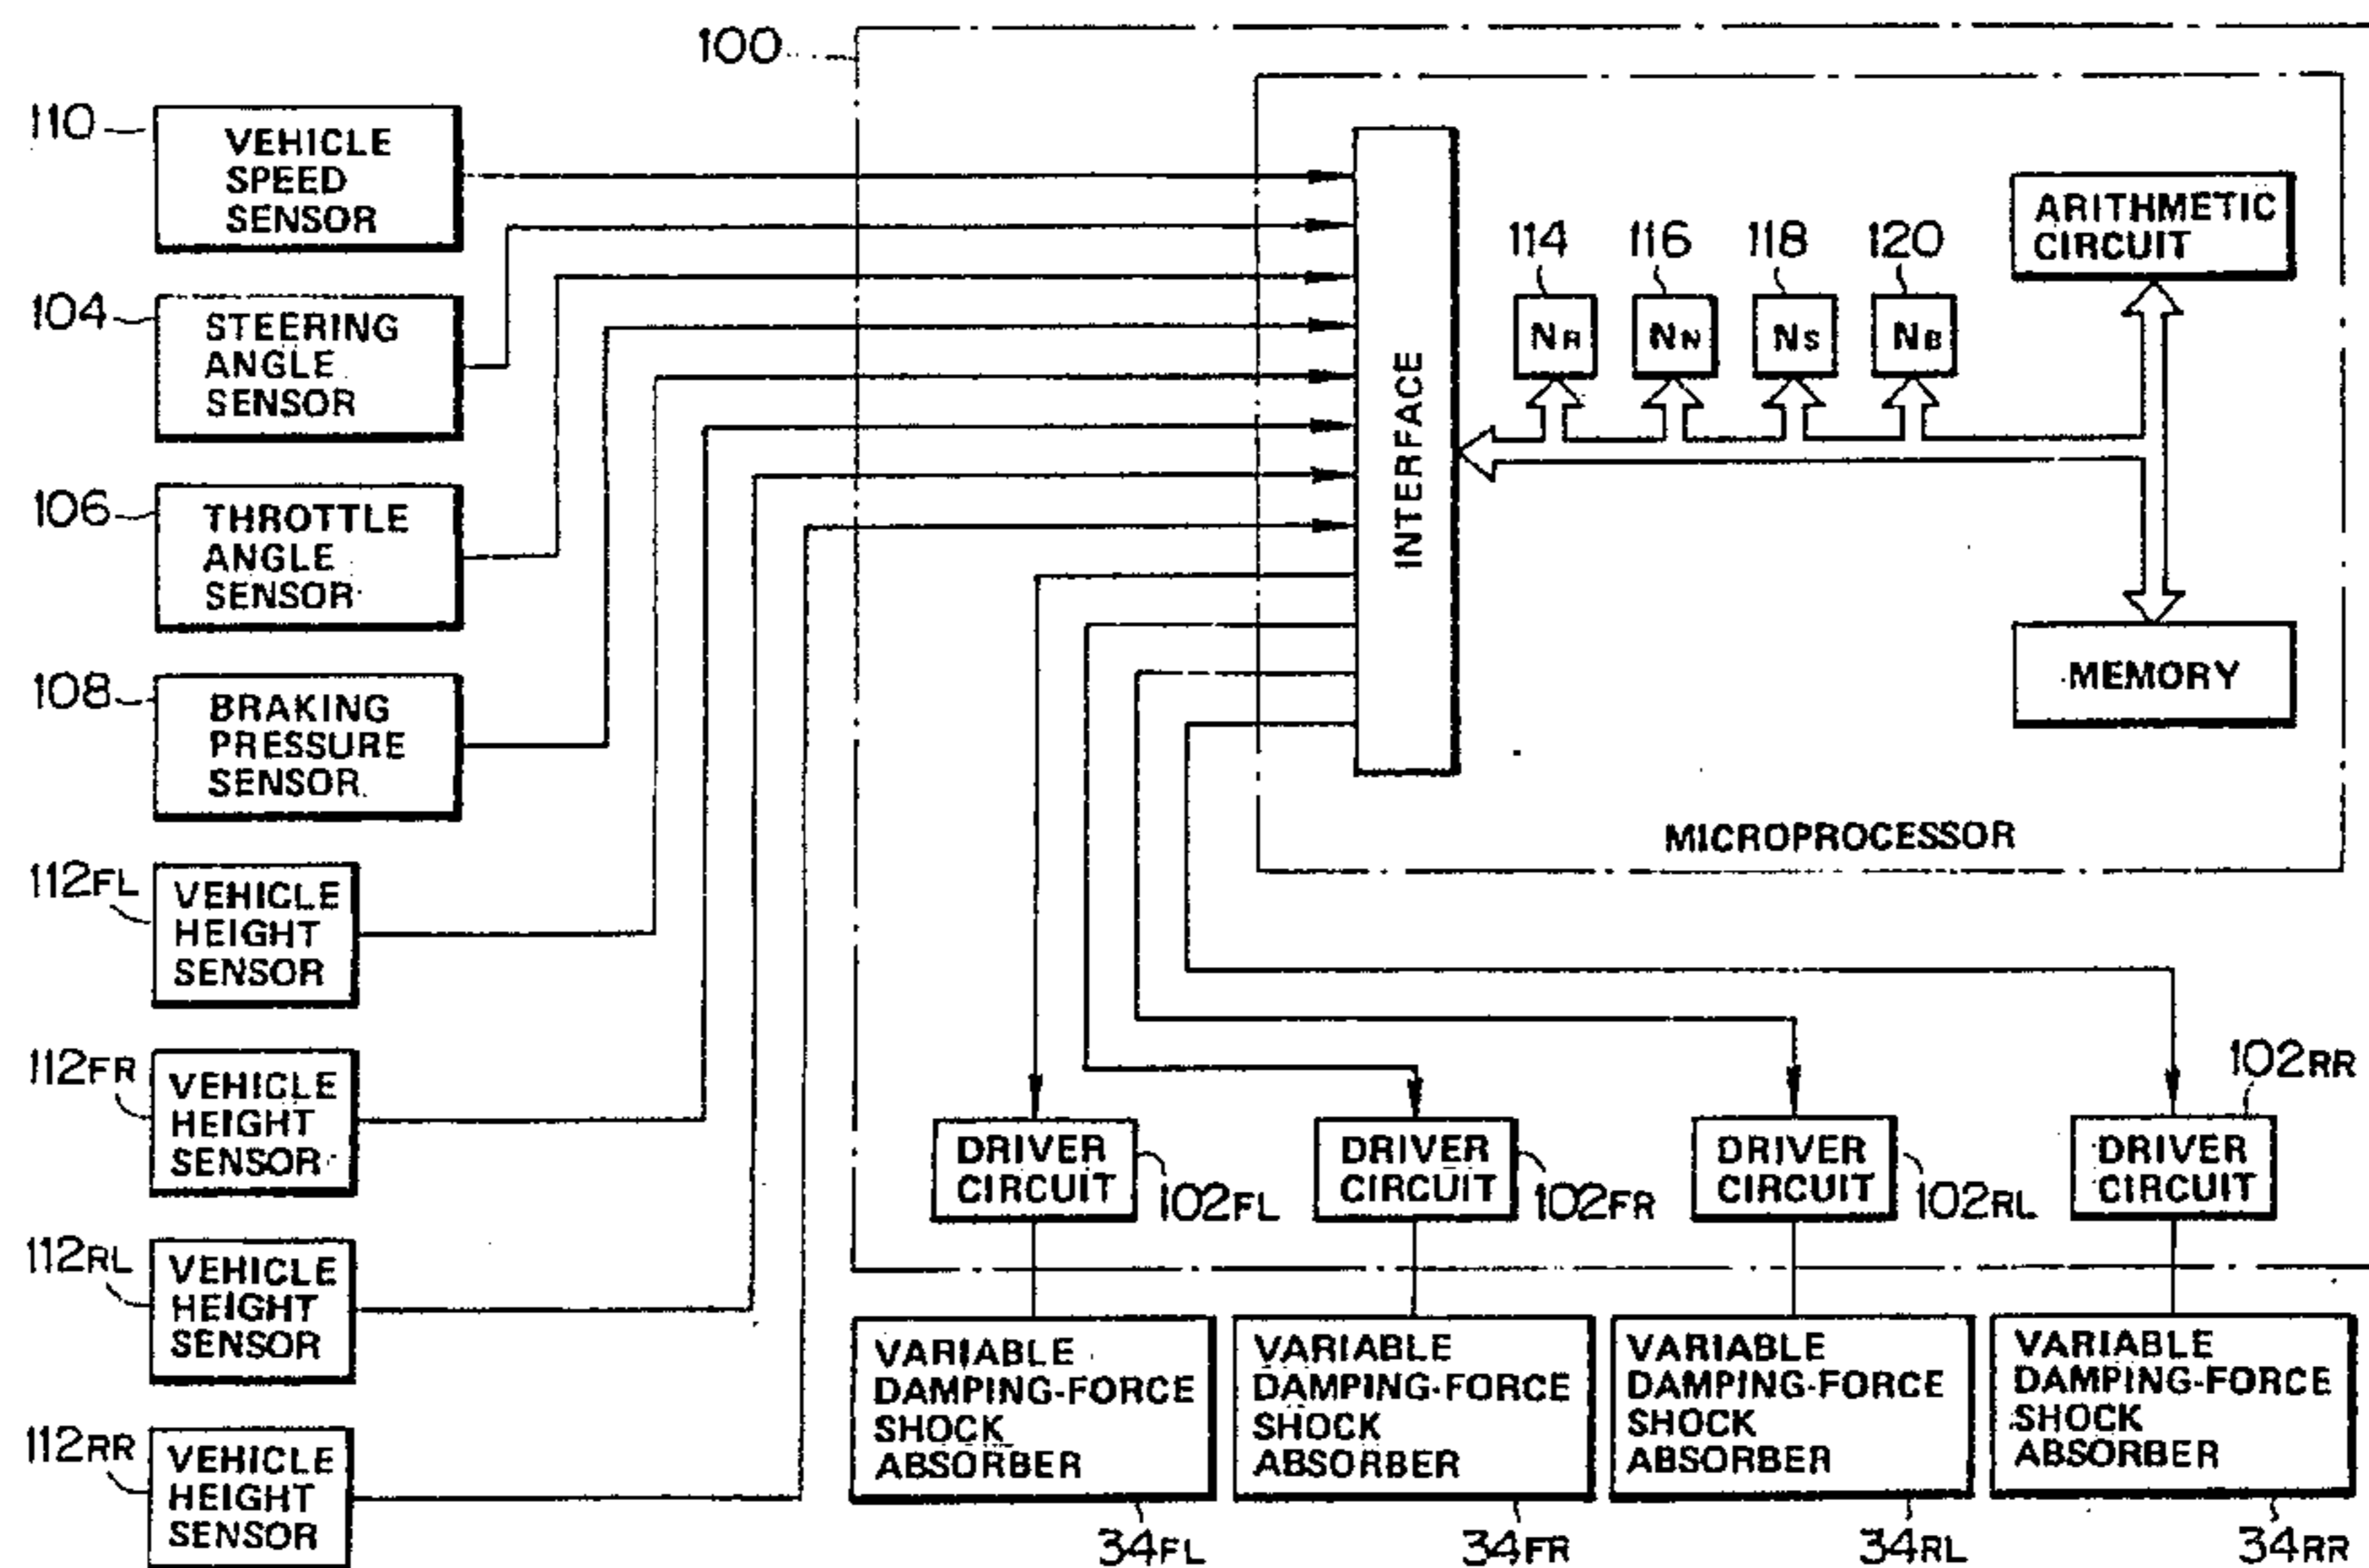 100
110
VEHICLE
SPEED
SENSOR
104
STEERING
ANGLE
SENSOR
106
THROTTLE
ANGLE
SENSOR
108
BRAKING
PRESSURE
SENSOR
112FL
VEHICLE
HEIGHT
SENSOR
112FR
VEHICLE
HEIGHT
SENSOR
112RL
VEHICLE
HEIGHT
SENSOR
112RR
VEHICLE
HEIGHT
SENSOR
INTERFACE
114
116
118
120
NR
NN
NS
NB
ARITHMETIC
CIRCUIT
MEMORY
MICROPROCESSOR
DRIVER
CIRCUIT
102FL
DRIVER
CIRCUIT
102FR
DRIVER
CIRCUIT
102RL
DRIVER
CIRCUIT
102RR
VARIABLE
DAMPING-FORCE
SHOCK
ABSORBER
34FL
VARIABLE
DAMPING-FORCE
SHOCK
ABSORBER
34FR
VARIABLE
DAMPING-FORCE
SHOCK
ABSORBER
34RL
VARIABLE
DAMPING-FORCE
SHOCK
ABSORBER
34RR